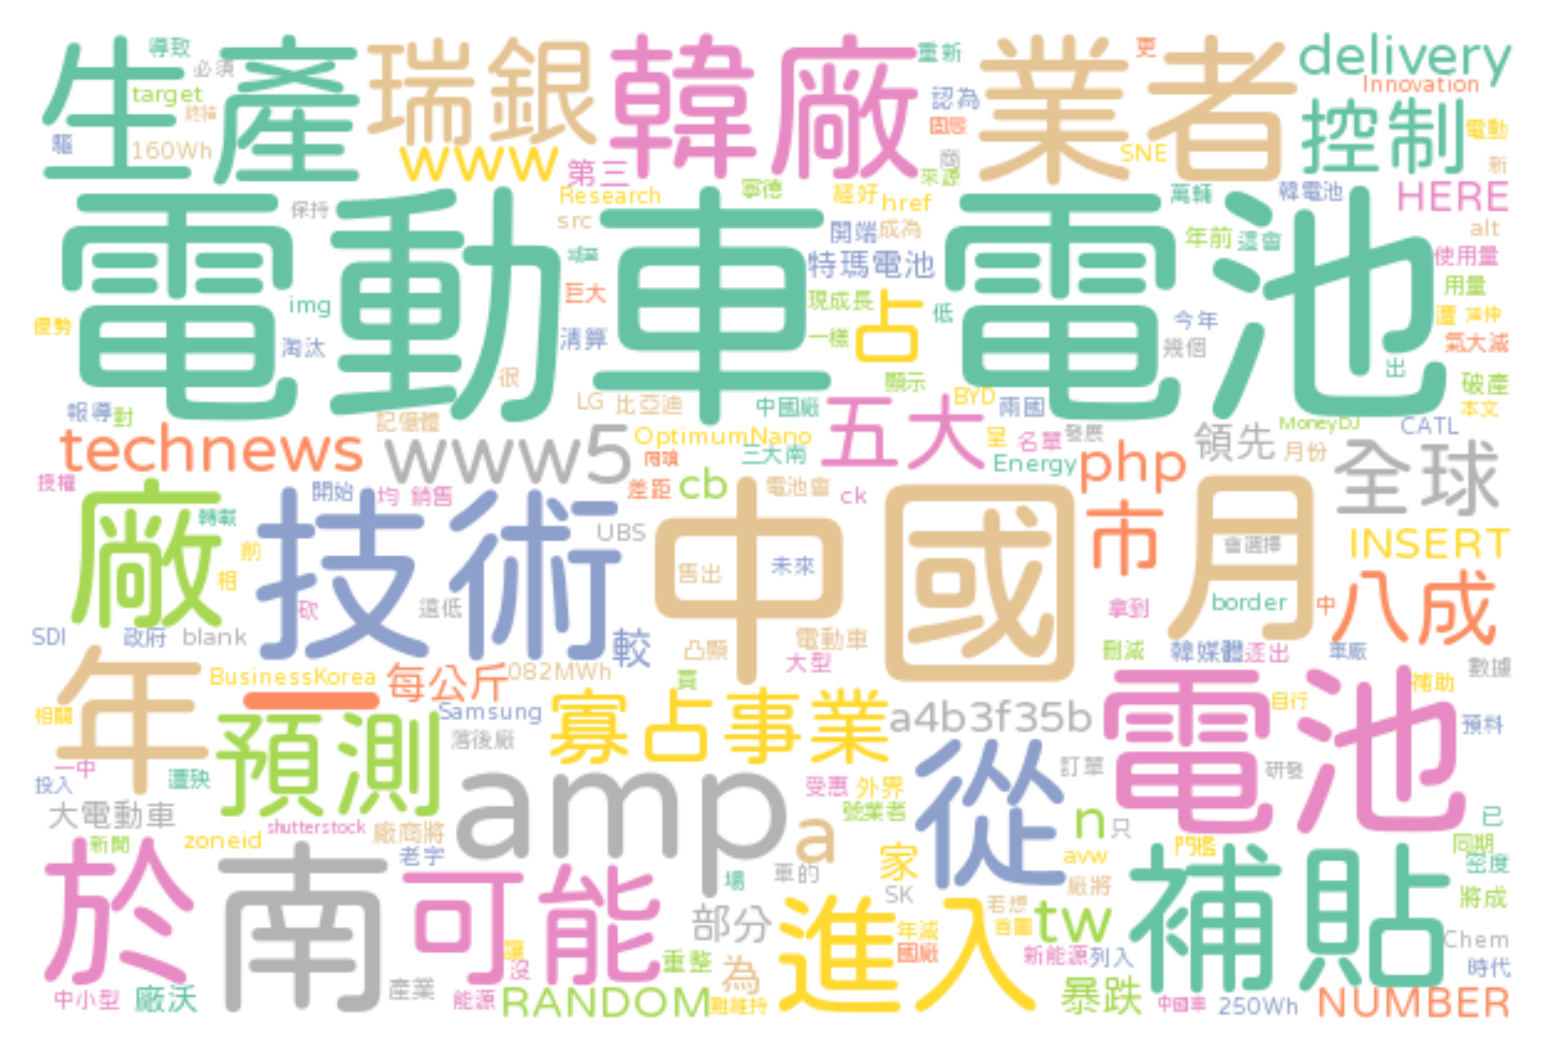 生產
瑞銀
韓廠
業者
delivery
Innovation
導致
必須
target
160Wh
驅
www
第三
重新
認為
固態
更
SNE
控制
電動
新
商
來源
HERE
Research
寧德
經好
href
src
保持
開端
成為
萬輛
韓電池
年前
這會
alt
使用量
電動車
電池
特瑪電池
img
巨大
現成長
占
低
用量
今年
幾個
遭
氣大減
優勢
淘汰
清算
一樣
很
顯示
出
破產
本文
報導
對
記憶體
LG
比亞迪
中國廠
五大
BYD
兩國
MoneyDJ
CATL
technews
www5
OptimumNano
三大南
呈
名單
發展
Energy
php
領先
月份
全球
授權
開始
均
銷售
差距
cb
電池會
ck
廠
轉載
技術
前
相
UBS
中國
售出
未來
市
月
會選擇
INSERT
border
中
八成
砍
遠低
拿到
SDI
政府
blank
較
凸顯
電動車
大型
刪減
韓媒體
逐出
車廠
數據
年
BusinessKorea
一
每公斤
082MWh
買
寡占事業
a4b3f35b
電池
自行
補助
相關
預測
Samsung
落後廠
預料
一中
遭殃
投入
amp
受惠
外界
從
訂單
研發
大電動車
號業者
n
只
已
新聞
zoneid
shutterstock
廠商將
老字
a
家
avw
門檻
同期
密度
於
南
可能
場
車的
SK
廠將
補貼
將成
部分
進入
年減
國廠
若想
首圖
tw
Chem
讓
沒
重整
為
新能源
列入
時代
中小型
廠沃
產業
能源
RANDOM
難維持
暴跌
中國車
250Wh
NUMBER